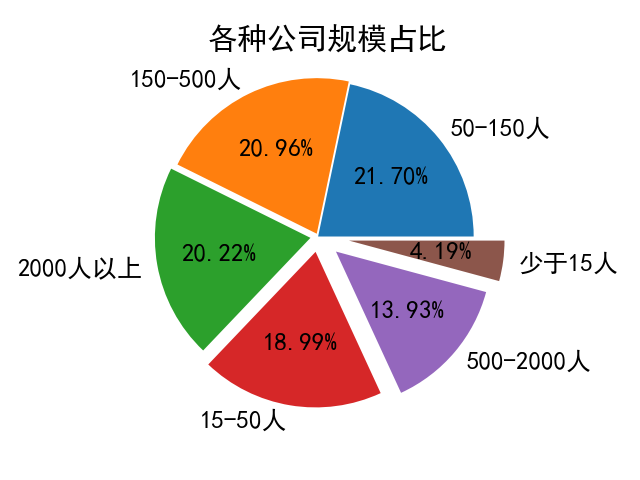 各种公司规模占比
150-500人
50-150人
20.96%
21.70%
2000人以上
20.22%
4.19%
少于15人
18.99%
13.93%
500-2000人
15-50人